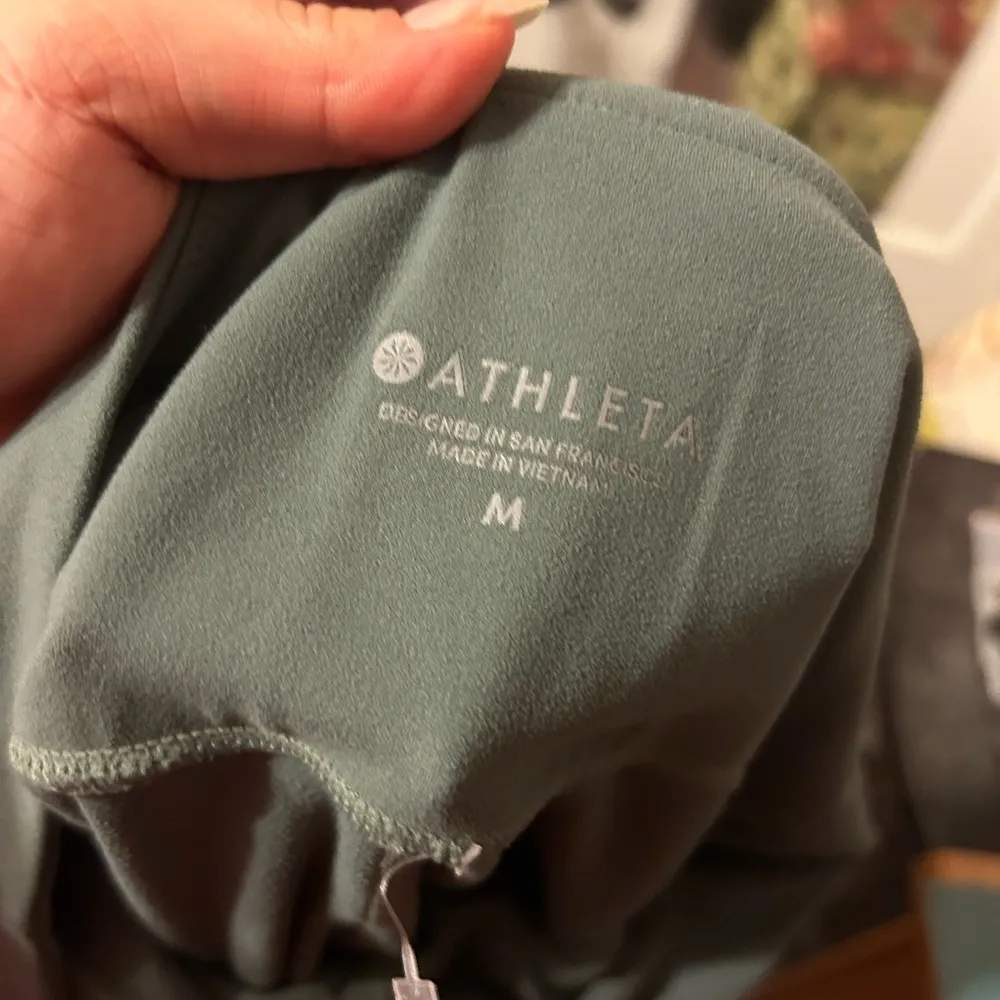 ATHLETA
DESIGNED IN SAN FRANCISCO
MADE IN VIETNAM
M